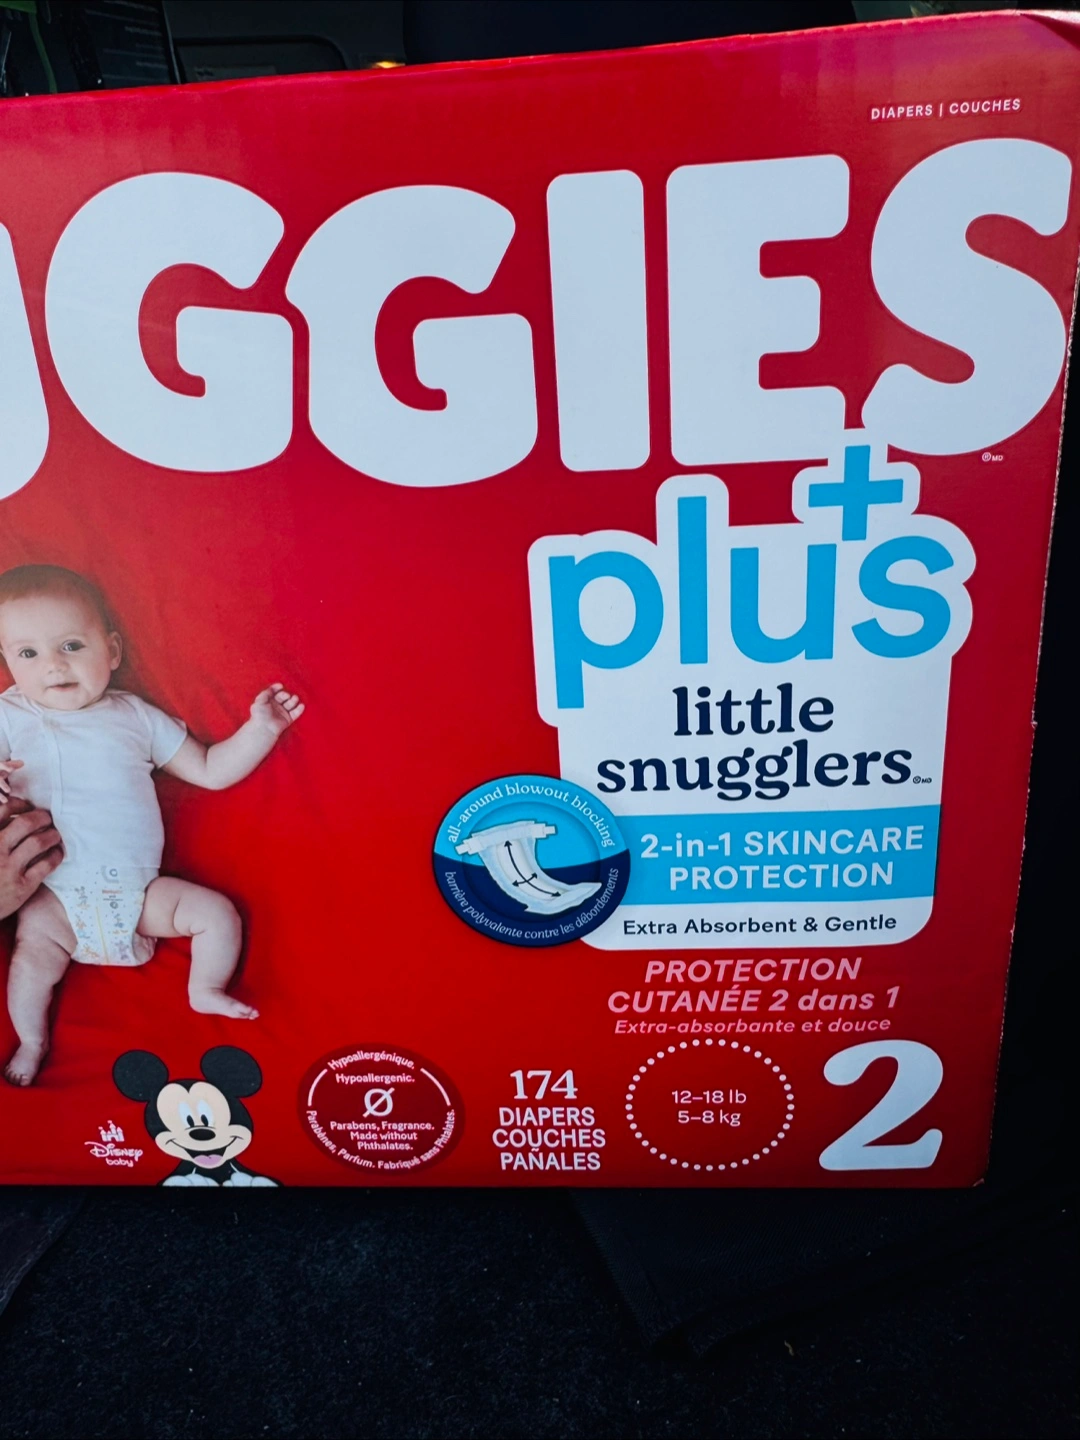 DIAPERS | COUCHES
UGGIES
®MD
plus+
little
snugglers
all-around blowout blocking
barrière polyvalente contre les débordements
2-in-1 SKINCARE
PROTECTION
Extra Absorbent & Gentle
PROTECTION
CUTANÉE 2 dans 1
Extra-absorbante et douce
Disney
baby
Hypoallergénique.
Hypoallergenic.
Parabens, Fragrance.
Made without
Phthalates.
Parabènes, Parfum. Fabriqué sans Phtalates.
174
DIAPERS
COUCHES
PAÑALES
12–18 lb
5–8 kg
2